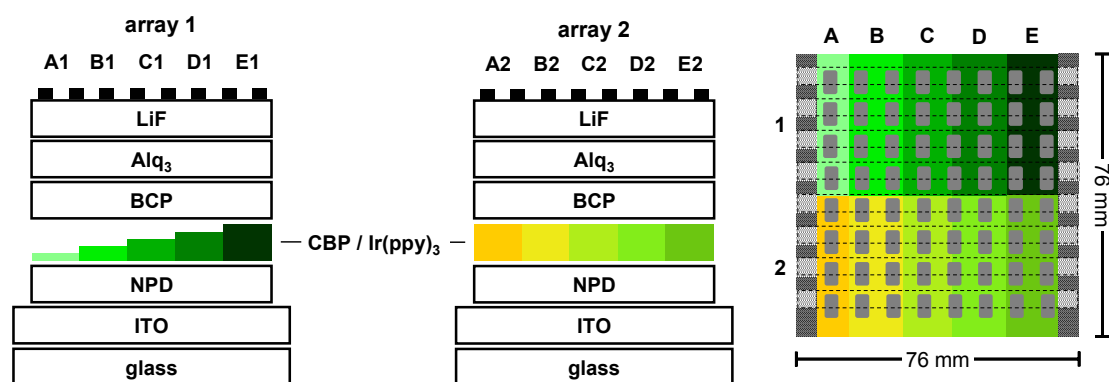 array 1
A1 B1 C1 D1 E1
LiF
Alq₃
BCP
NPD
ITO
glass
CBP / Ir(ppy)₃
array 2
A2 B2 C2 D2 E2
LiF
Alq₃
BCP
NPD
ITO
glass
A B C D E
1
2
76 mm
76 mm